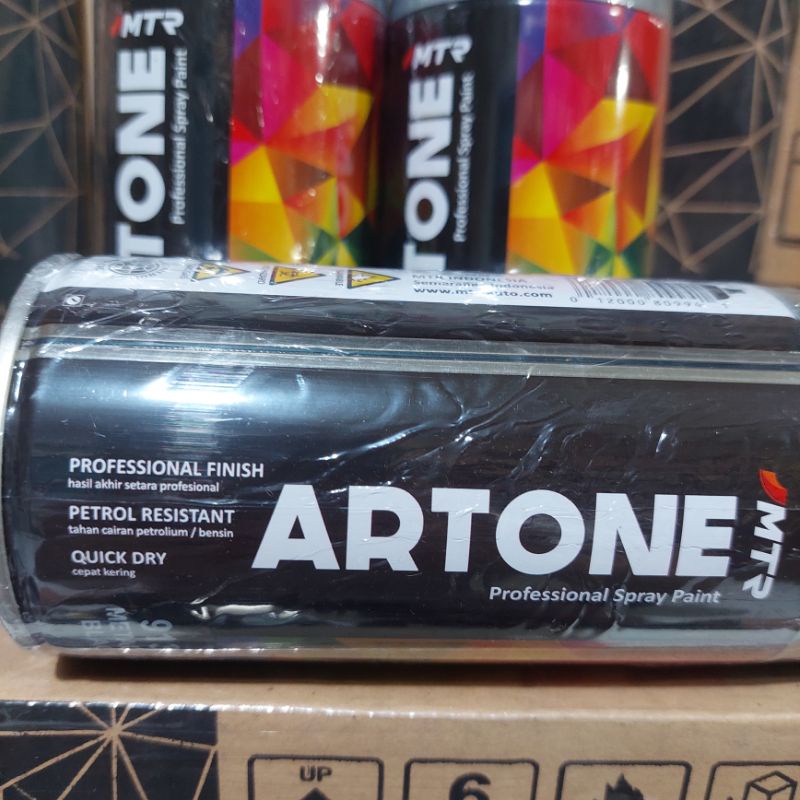 MTR
ARTONE
Professional Spray Paint
MTR
TONE
Professional Spray Paint
MTR INDONESIA
Semarang Indonesia
PROFESSIONAL FINISH
hasil akhir setara profesional
PETROL RESISTANT
tahan cairan petrolium / bensin
QUICK DRY
cepat kering
ARTONE
MTR
Professional Spray Paint
UP
6